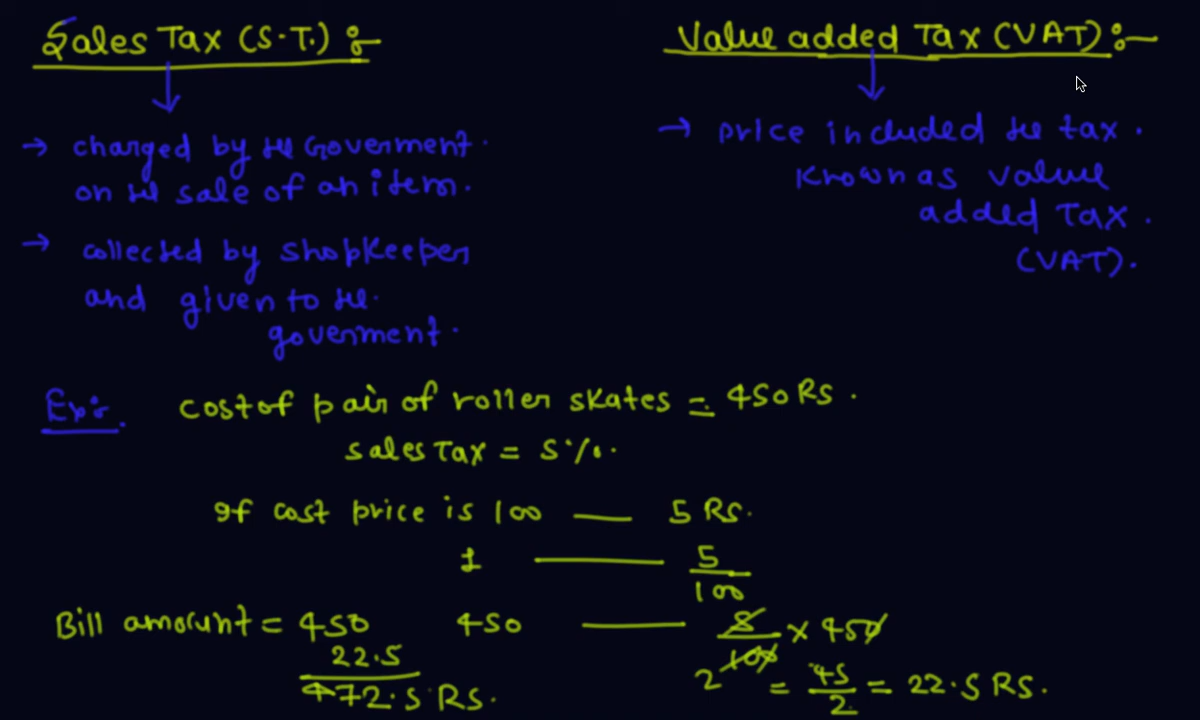 Sales Tax (S.T.) :-
→ charged by the Goverment.
on the sale of an item.
→ collected by shopkeeper
and given to the.
goverment.
Value added Tax (VAT) :-
→ price included the tax.
known as value
added Tax.
(VAT).
Ex:-
cost of pair of roller skates = 450 Rs.
sales Tax = 5%.
If cost price is 100 — 5 Rs.
1 — 5/100
450 — 5/100 × 450
2
= 45/2 = 22.5 Rs.
Bill amount = 450
22.5
472.5 Rs.